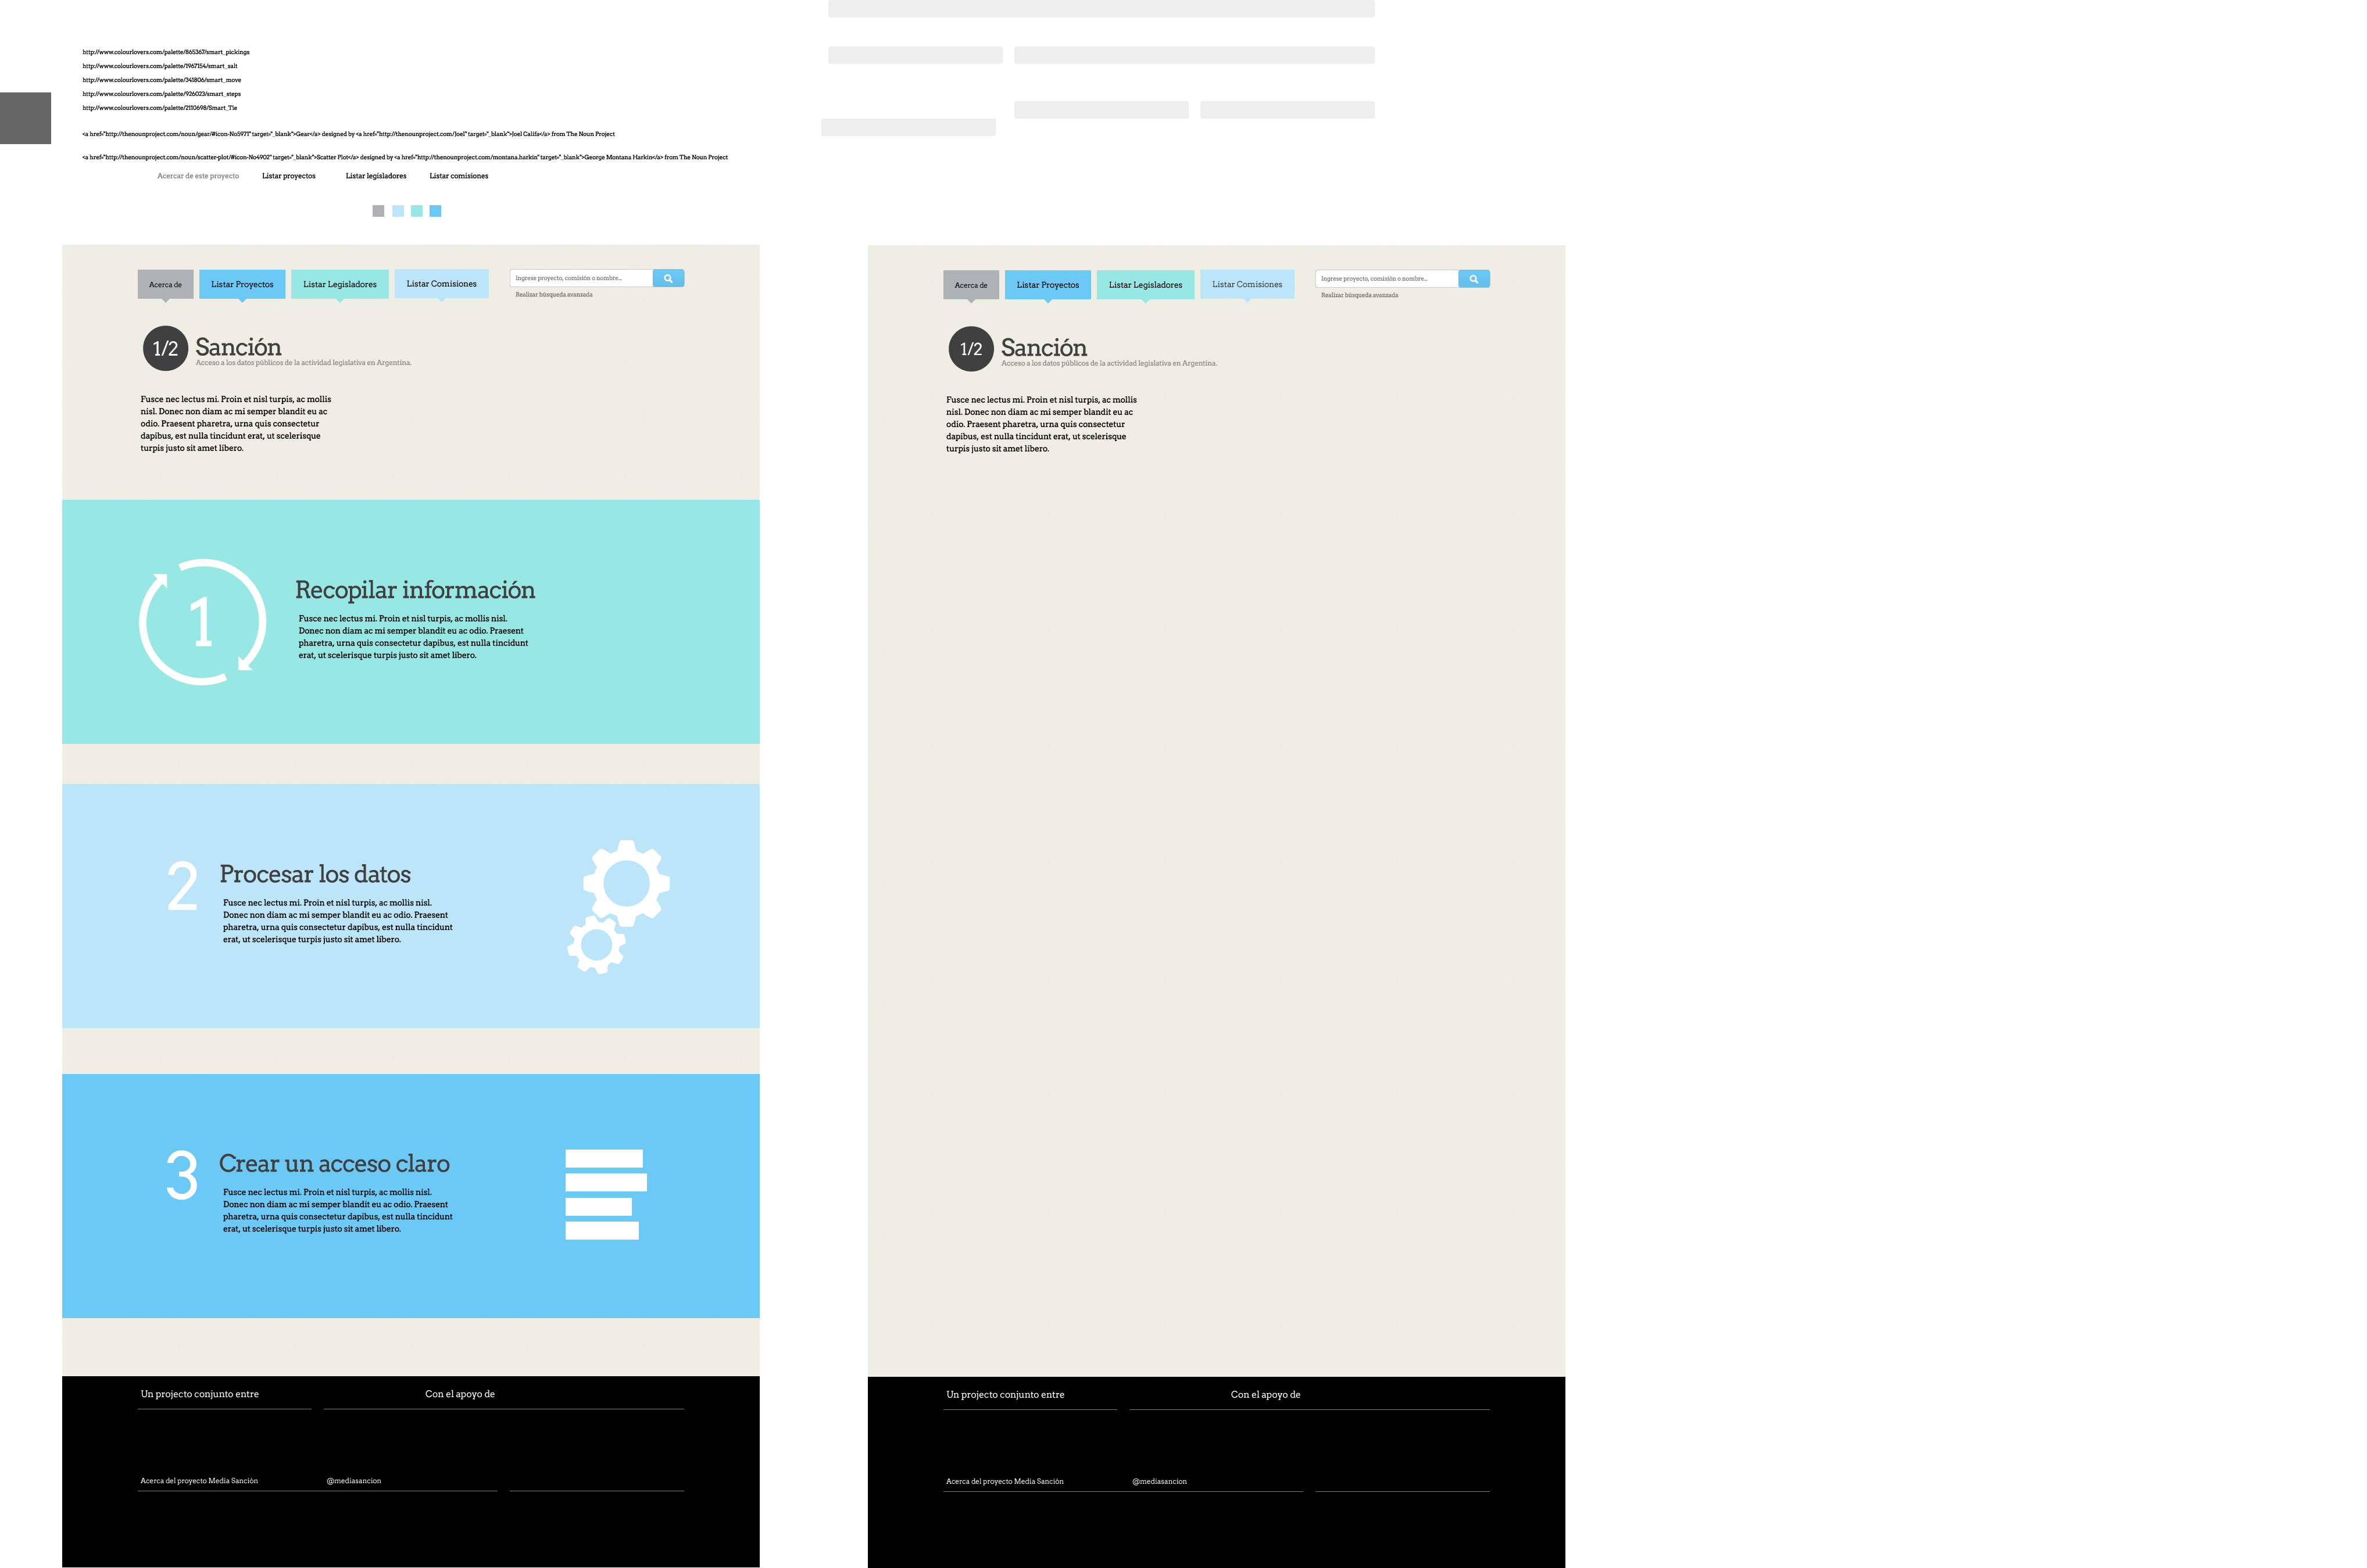 http://www.colourlovers.com/palette/865367/smart_pickings
http://www.colourlovers.com/palette/1967154/smart_salt
http://www.colourlovers.com/palette/341806/smart_move
http://www.colourlovers.com/palette/926023/smart_steps
http://www.colourlovers.com/palette/2110698/Smart_Tie
<a href="http://thenounproject.com/noun/gear/#icon-No5971" target="_blank">Gear</a> designed by <a href="http://thenounproject.com/Joel" target="_blank">Joel Califa</a> from The Noun Project
<a href="http://thenounproject.com/noun/scatter-plot/#icon-No4902" target="_blank">Scatter Plot</a> designed by <a href="http://thenounproject.com/montana.harkin" target="_blank">George Montana Harkin</a> from The Noun Project
Acercar de este proyecto Listar proyectos Listar legisladores Listar comisiones
Acerca de Listar Proyectos Listar Legisladores Listar Comisiones Ingrese proyecto, comisión o nombre...
Realizar búsqueda avanzada
1/2 Sanción
Acceso a los datos públicos de la actividad legislativa en Argentina.
Fusce nec lectus mi. Proin et nisl turpis, ac mollis
nisl. Donec non diam ac mi semper blandit eu ac
odio. Praesent pharetra, urna quis consectetur
dapibus, est nulla tincidunt erat, ut scelerisque
turpis justo sit amet libero.
1
Recopilar información
Fusce nec lectus mi. Proin et nisl turpis, ac mollis nisl.
Donec non diam ac mi semper blandit eu ac odio. Praesent
pharetra, urna quis consectetur dapibus, est nulla tincidunt
erat, ut scelerisque turpis justo sit amet libero.
2 Procesar los datos
Fusce nec lectus mi. Proin et nisl turpis, ac mollis nisl.
Donec non diam ac mi semper blandit eu ac odio. Praesent
pharetra, urna quis consectetur dapibus, est nulla tincidunt
erat, ut scelerisque turpis justo sit amet libero.
3 Crear un acceso claro
Fusce nec lectus mi. Proin et nisl turpis, ac mollis nisl.
Donec non diam ac mi semper blandit eu ac odio. Praesent
pharetra, urna quis consectetur dapibus, est nulla tincidunt
erat, ut scelerisque turpis justo sit amet libero.
Un projecto conjunto entre Con el apoyo de
Acerca del proyecto Media Sanción @mediasancion
Acerca de Listar Proyectos Listar Legisladores Listar Comisiones Ingrese proyecto, comisión o nombre...
Realizar búsqueda avanzada
1/2 Sanción
Acceso a los datos públicos de la actividad legislativa en Argentina.
Fusce nec lectus mi. Proin et nisl turpis, ac mollis
nisl. Donec non diam ac mi semper blandit eu ac
odio. Praesent pharetra, urna quis consectetur
dapibus, est nulla tincidunt erat, ut scelerisque
turpis justo sit amet libero.
Un projecto conjunto entre Con el apoyo de
Acerca del proyecto Media Sanción @mediasancion